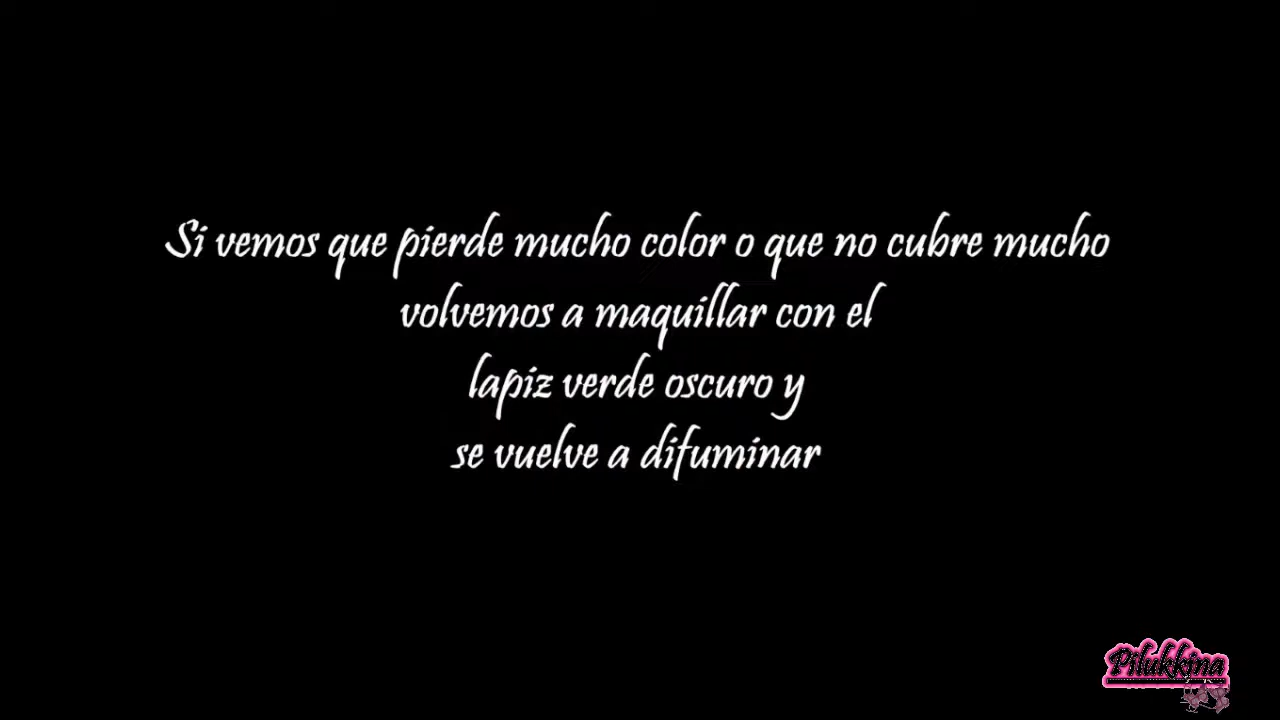 Si vemos que pierde mucho color o que no cubre mucho
volvemos a maquillar con el
lapiz verde oscuro y
se vuelve a difuminar
Pilukkina